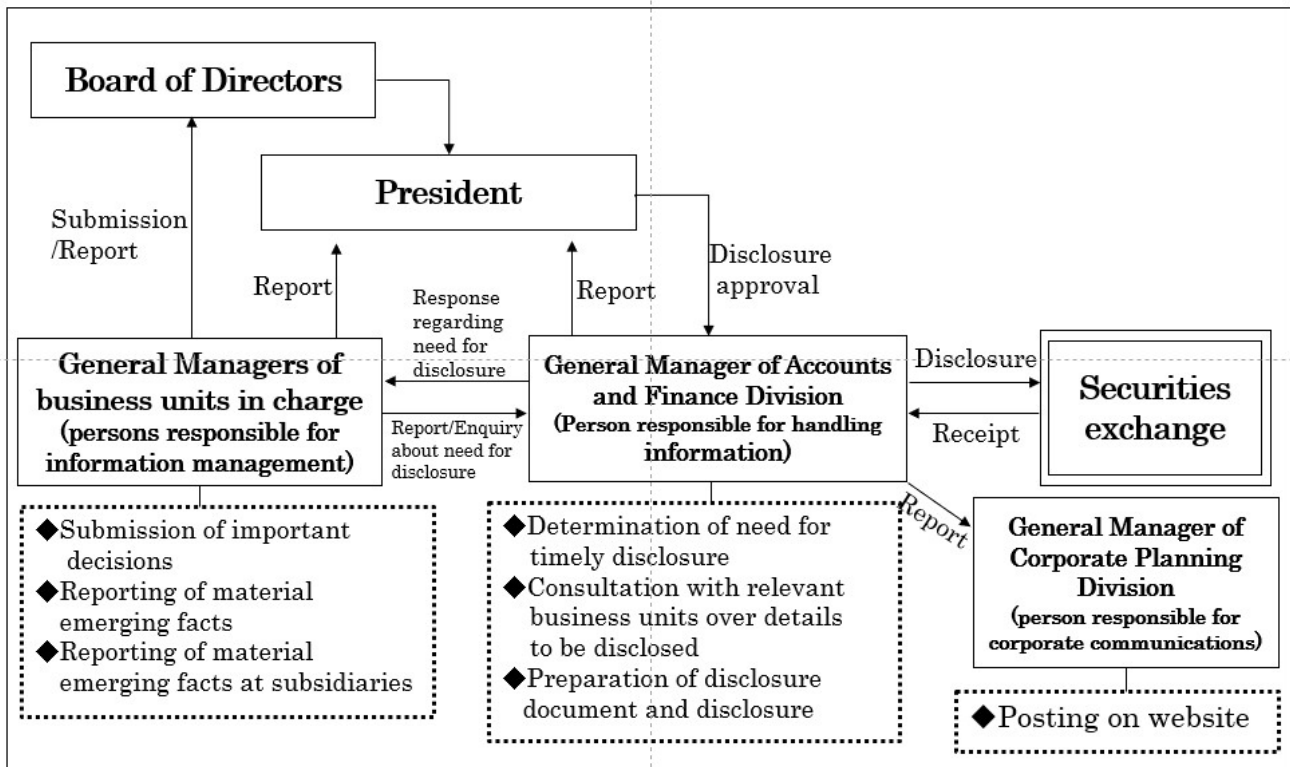 Board of Directors
President
Submission
/Report
Report
Response
regarding
need for
disclosure
Report
Disclosure
approval
General Managers of
business units in charge
(persons responsible for
information management)
Report/Enquiry
about need for
disclosure
General Manager of Accounts
and Finance Division
(Person responsible for handling
information)
Disclosure
Receipt
Securities
exchange
Report
◆Submission of important
decisions
◆Reporting of material
emerging facts
◆Reporting of material
emerging facts at subsidiaries
◆Determination of need for
timely disclosure
◆Consultation with relevant
business units over details
to be disclosed
◆Preparation of disclosure
document and disclosure
General Manager of
Corporate Planning
Division
(person responsible for
corporate communications)
◆Posting on website